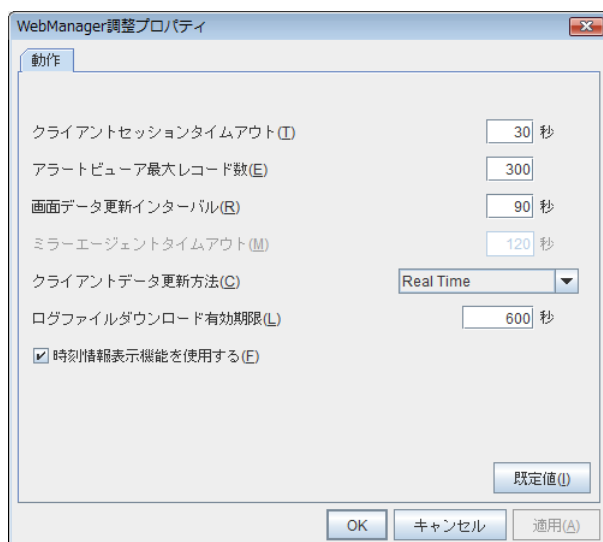 WebManager調整プロパティ
動作
クライアントセッションタイムアウト(T) 30 秒
アラートビューア最大レコード数(E) 300
画面データ更新インターバル(R) 90 秒
ミラーエージェントタイムアウト(M) 120 秒
クライアントデータ更新方法(C) Real Time
ログファイルダウンロード有効期限(L) 600 秒
時刻情報表示機能を使用する(F)
既定値(I)
OK キャンセル 適用(A)